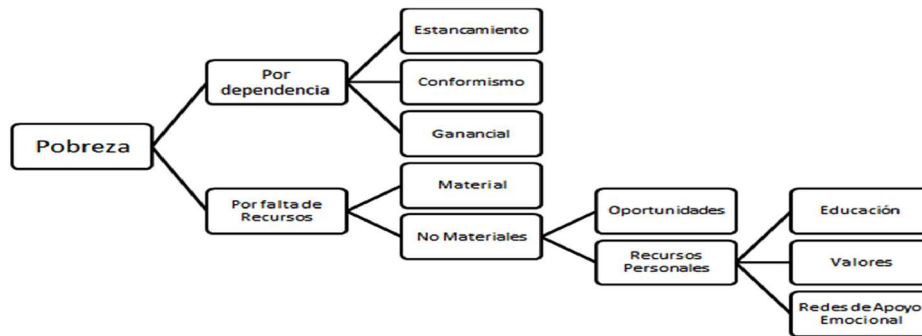 Pobreza
Por
dependencia
Estancamiento
Conformismo
Ganancial
Por falta de
Recursos
Material
No Materiales
Oportunidades
Recursos
Personales
Educación
Valores
Redes de Apoyo
Emocional